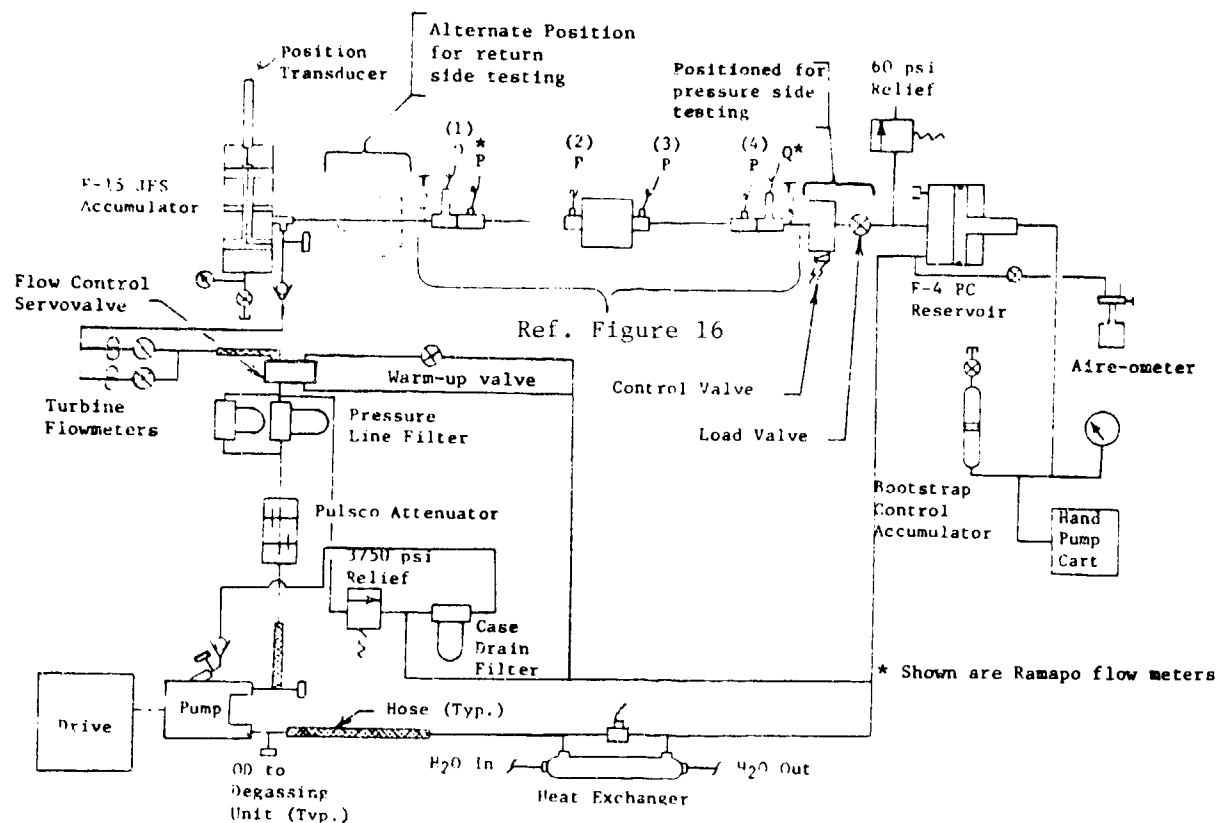 Position
Transducer
Alternate Position
for return
side testing
Positioned for
pressure side
testing
60 psi
Relief
(1)
* P
(2)
P
(3)
P
(4)
P
Q*
F-15 JFS
Accumulator
Flow Control
Servovalve
Ref. Figure 16
F-4 PC
Reservoir
Aire-ometer
Warm-up valve
Control Valve
Load Valve
Turbine
Flowmeters
Pressure
Line Filter
Bootstrap
Control
Accumulator
Hand
Pump
Cart
Pulsco Attenuator
3750 psi
Relief
Case
Drain
Filter
* Shown are Ramapo flow meters
Drive
Pump
Hose (Typ.)
H2O In
H2O Out
Heat Exchanger
QD to
Degassing
Unit (Typ.)